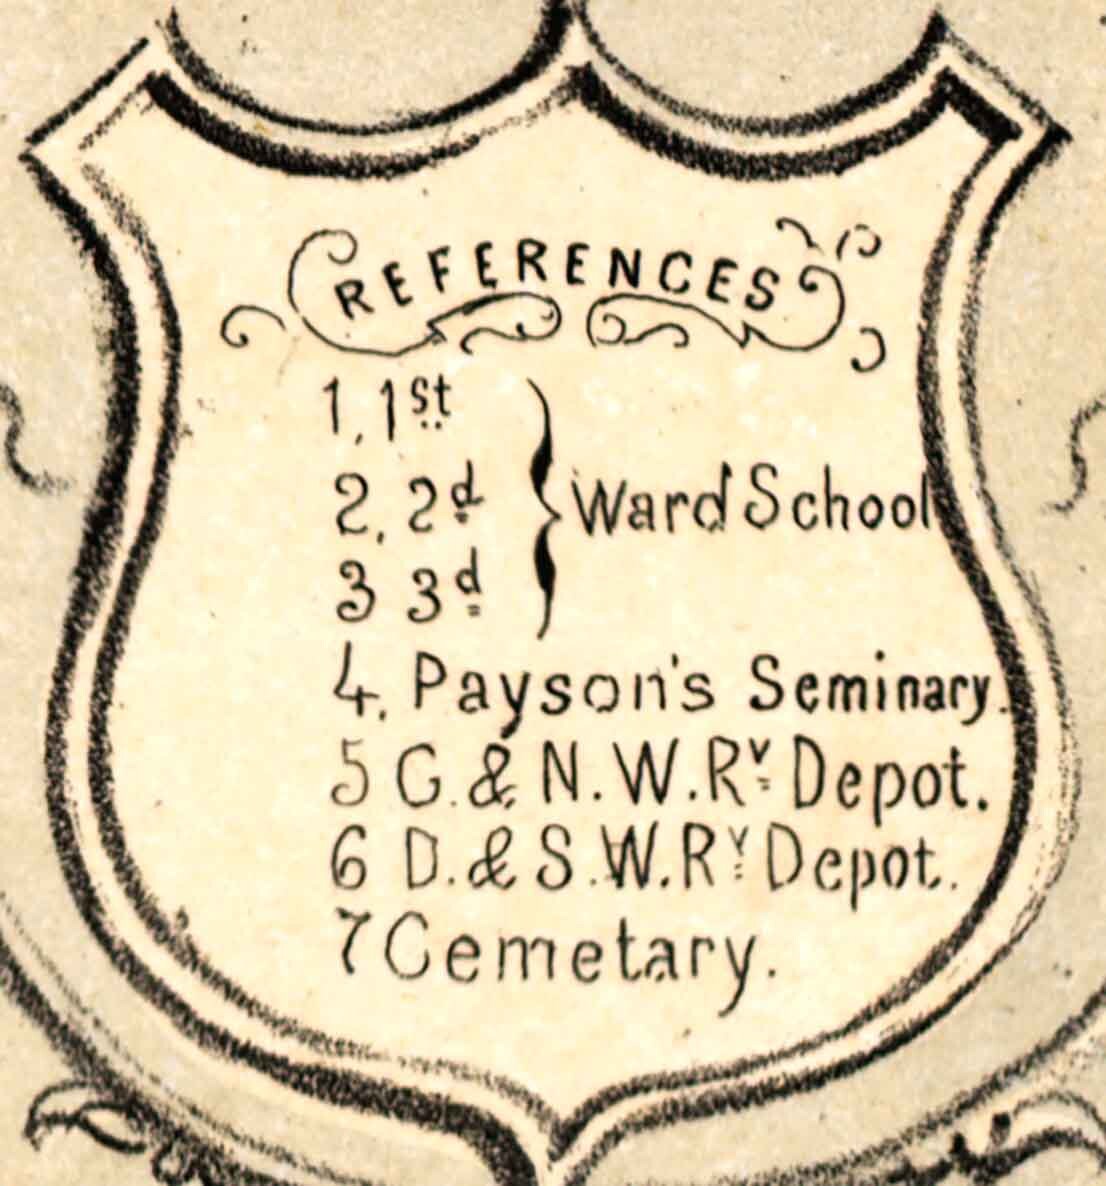 REFERENCES
1, 1st
2, 2d } Ward School
3 3d
4, Payson's Seminary.
5 C. & N. W. Ry Depot.
6 D. & S. W. Ry Depot.
7 Cemetary.